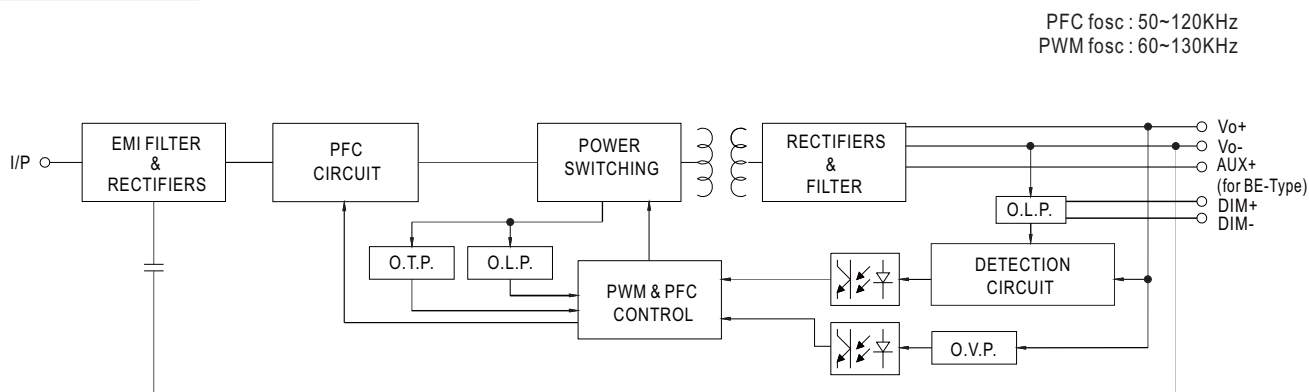 PFC fosc : 50~120KHz
PWM fosc : 60~130KHz
I/P
EMI FILTER
&
RECTIFIERS
PFC
CIRCUIT
POWER
SWITCHING
RECTIFIERS
&
FILTER
Vo+
Vo-
AUX+
(for BE-Type)
DIM+
DIM-
O.L.P.
O.T.P.
O.L.P.
PWM & PFC
CONTROL
DETECTION
CIRCUIT
O.V.P.